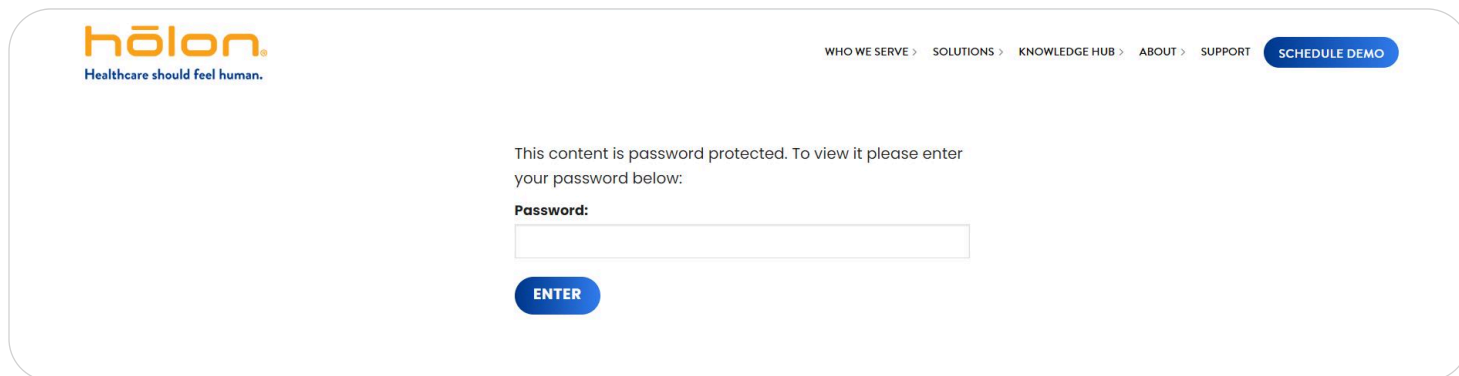 hōlon®
Healthcare should feel human.
WHO WE SERVE > SOLUTIONS > KNOWLEDGE HUB > ABOUT > SUPPORT SCHEDULE DEMO
This content is password protected. To view it please enter
your password below:
Password:
ENTER